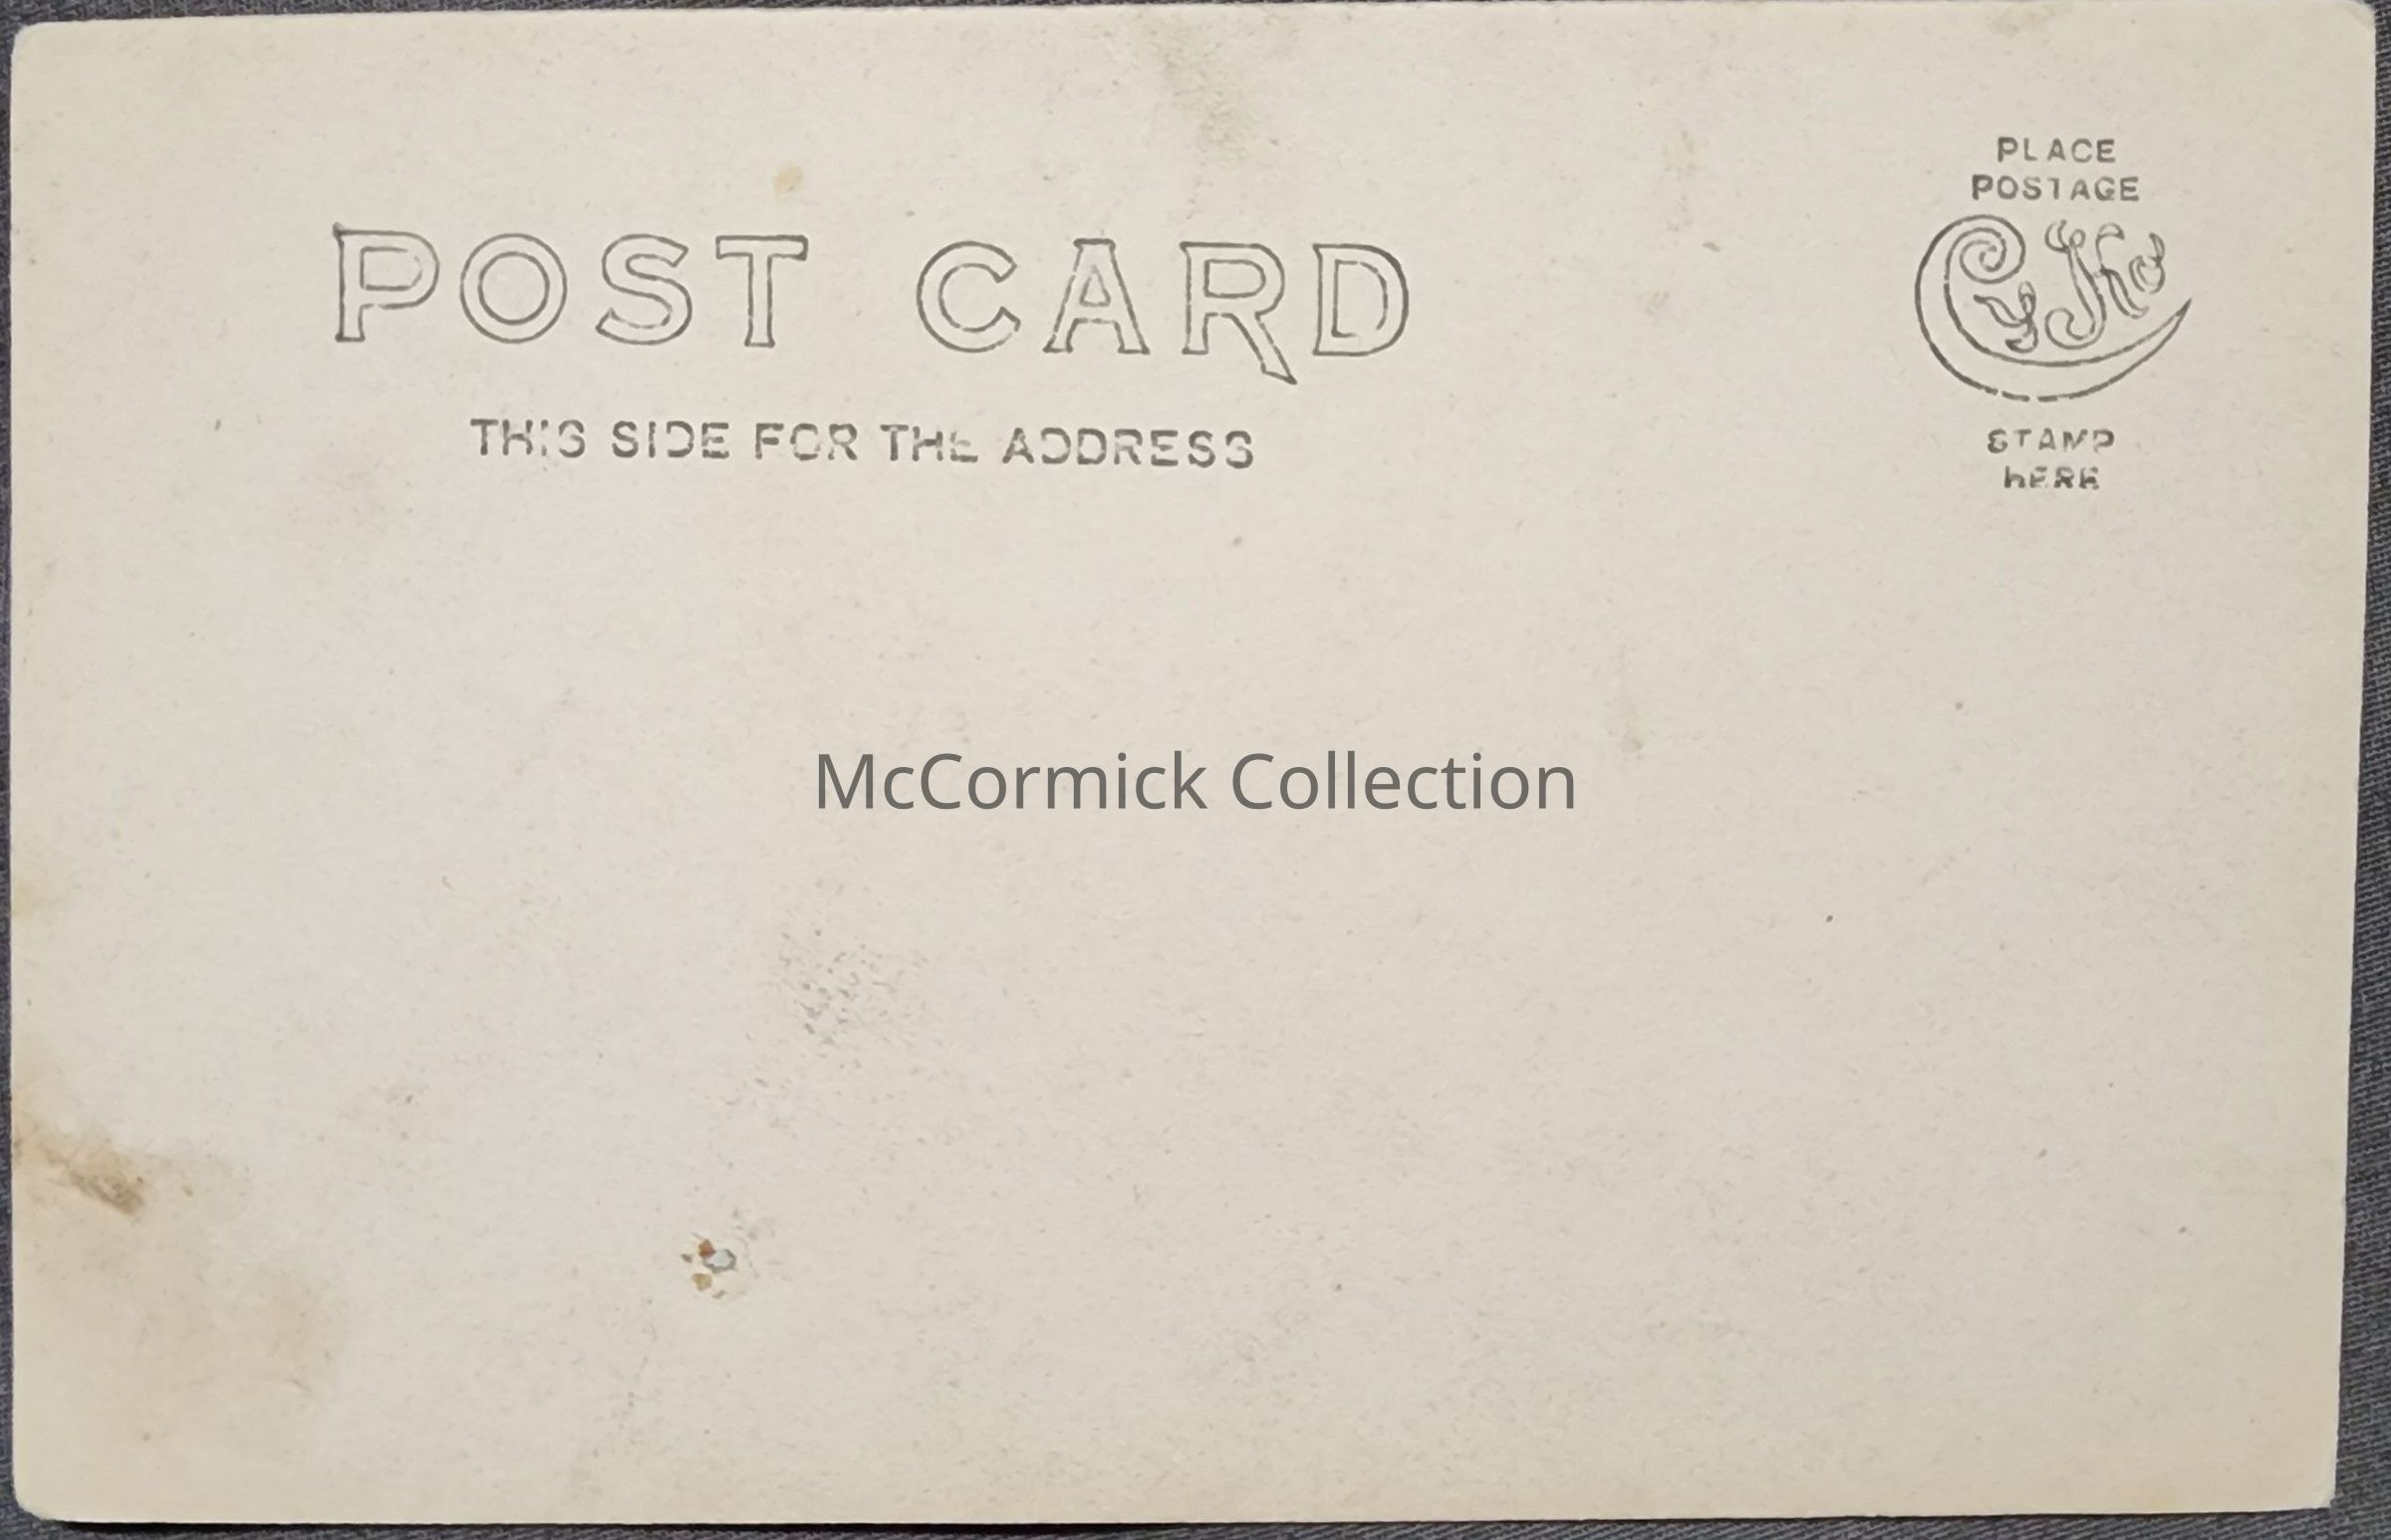 POST CARD
THIS SIDE FOR THE ADDRESS
PLACE
POSTAGE
CyKo
STAMP
HERE
McCormick Collection